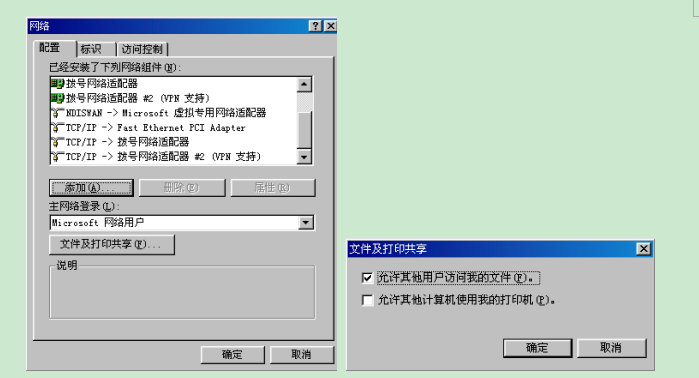 网络
配置 标识 访问控制
已经安装了下列网络组件(N):
拨号网络适配器
拨号网络适配器 #2 (VPN 支持)
NDISWAN -> Microsoft 虚拟专用网络适配器
TCP/IP -> Fast Ethernet PCI Adapter
TCP/IP -> 拨号网络适配器
TCP/IP -> 拨号网络适配器 #2 (VPN 支持)
添加(A)... 删除(E) 属性(R)
主网络登录(L):
Microsoft 网络用户
文件及打印共享(F)...
说明
确定 取消
文件及打印共享
允许其他用户访问我的文件(F)。
允许其他计算机使用我的打印机(P)。
确定 取消